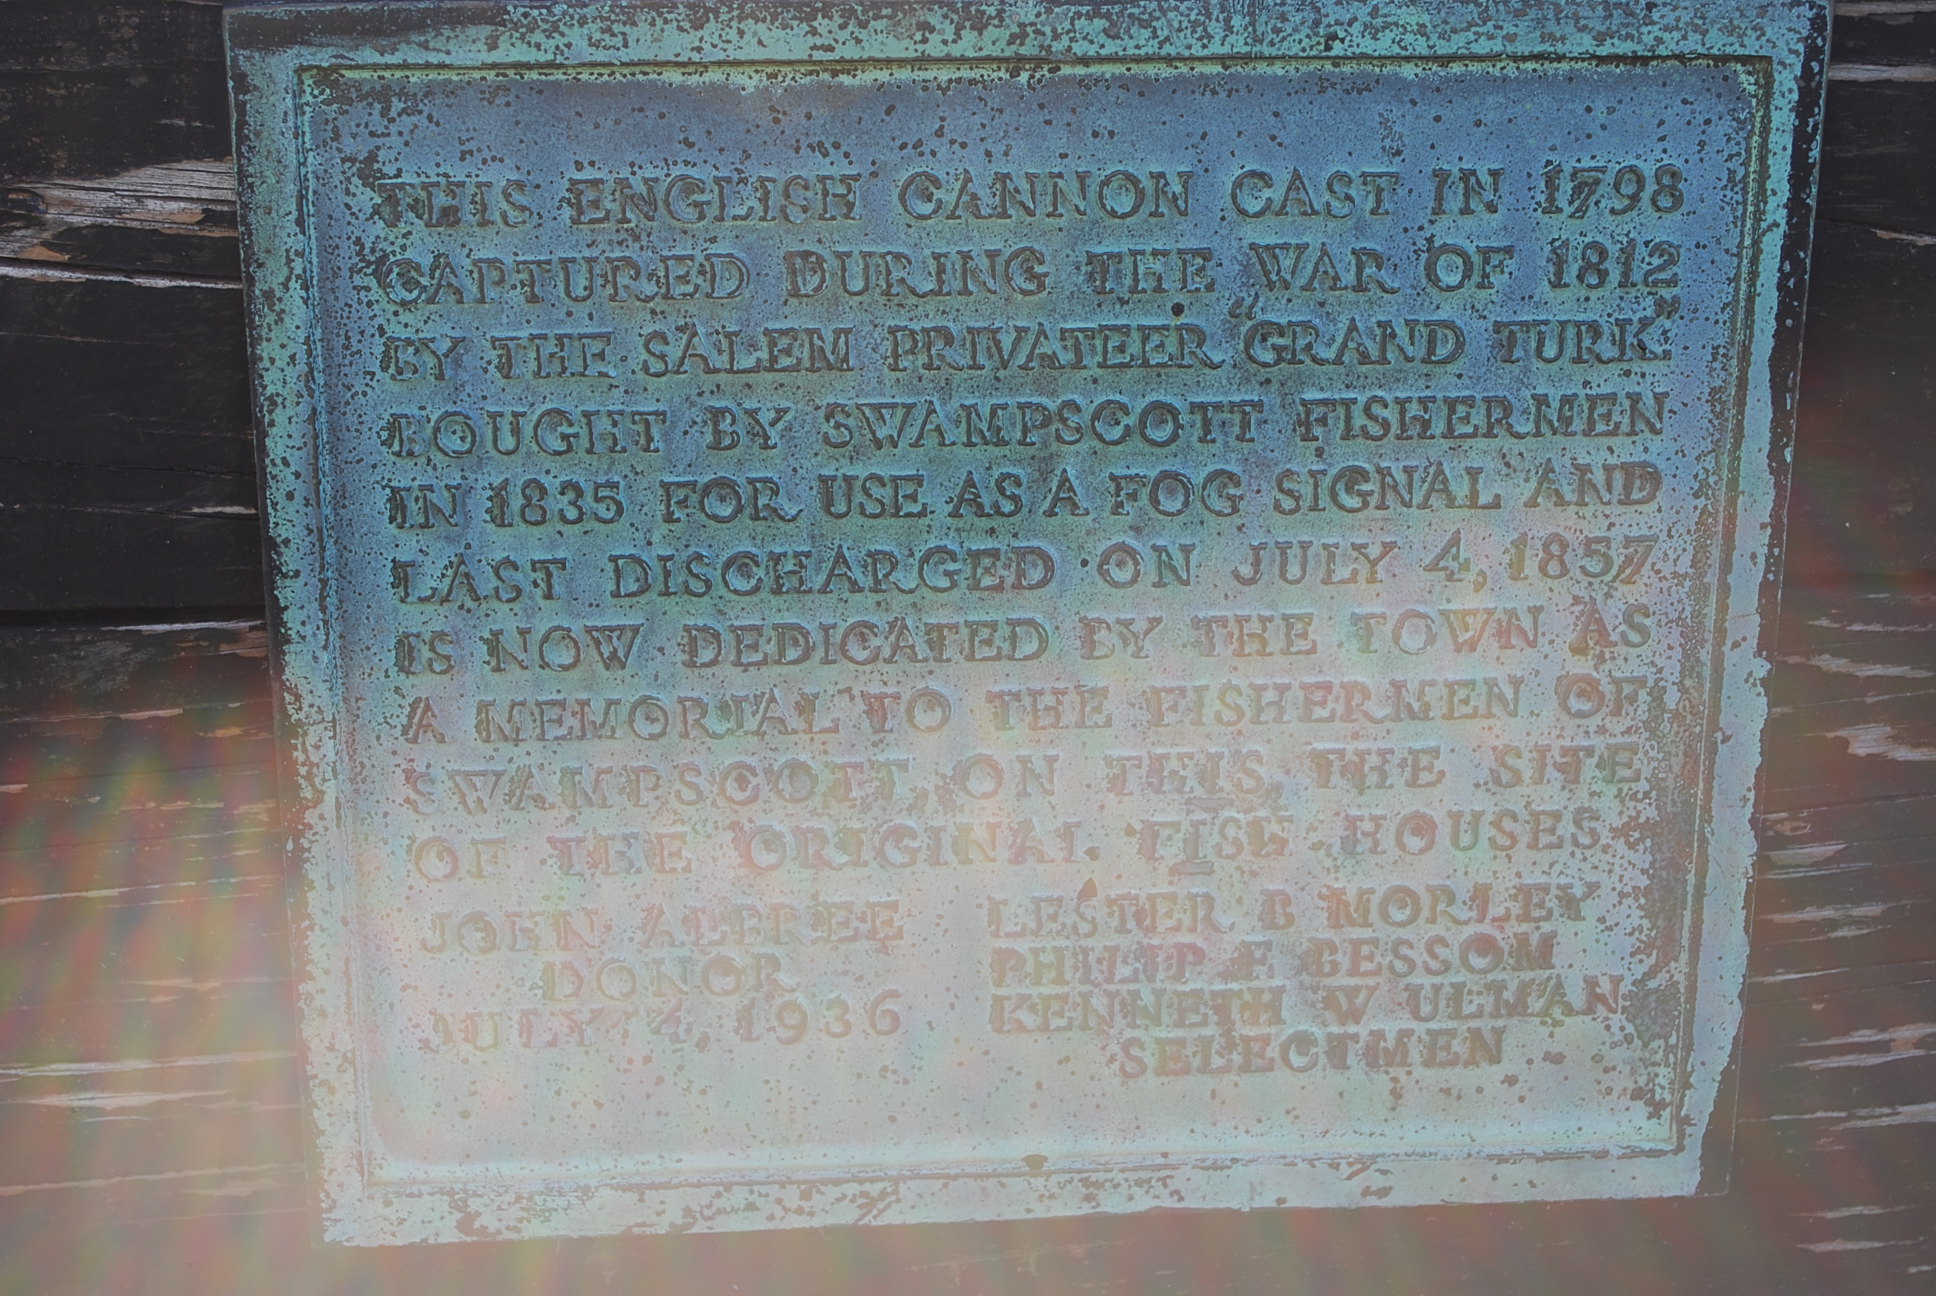 THIS ENGLISH CANNON CAST IN 1798
CAPTURED DURING THE WAR OF 1812
BY THE SALEM PRIVATEER "GRAND TURK"
BOUGHT BY SWAMPSCOTT FISHERMEN
IN 1835 FOR USE AS A FOG SIGNAL AND
LAST DISCHARGED ON JULY 4, 1857
IS NOW DEDICATED BY THE TOWN AS
A MEMORIAL TO THE FISHERMEN OF
SWAMPSCOTT, ON THIS, THE SITE
OF THE ORIGINAL FISH HOUSES
JOHN ALBREE
DONOR
JULY 4, 1936
LESTER B MORLEY
PHILIP F BESSOM
KENNETH W ULMAN
SELECTMEN